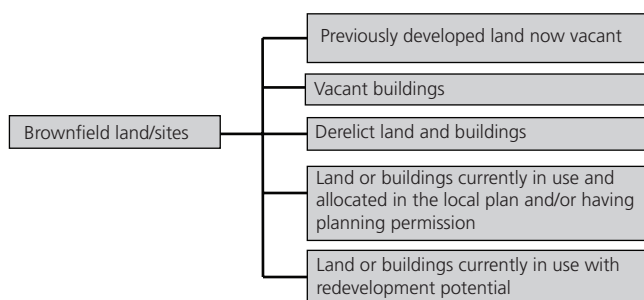 Brownfield land/sites
Previously developed land now vacant
Vacant buildings
Derelict land and buildings
Land or buildings currently in use and
allocated in the local plan and/or having
planning permission
Land or buildings currently in use with
redevelopment potential